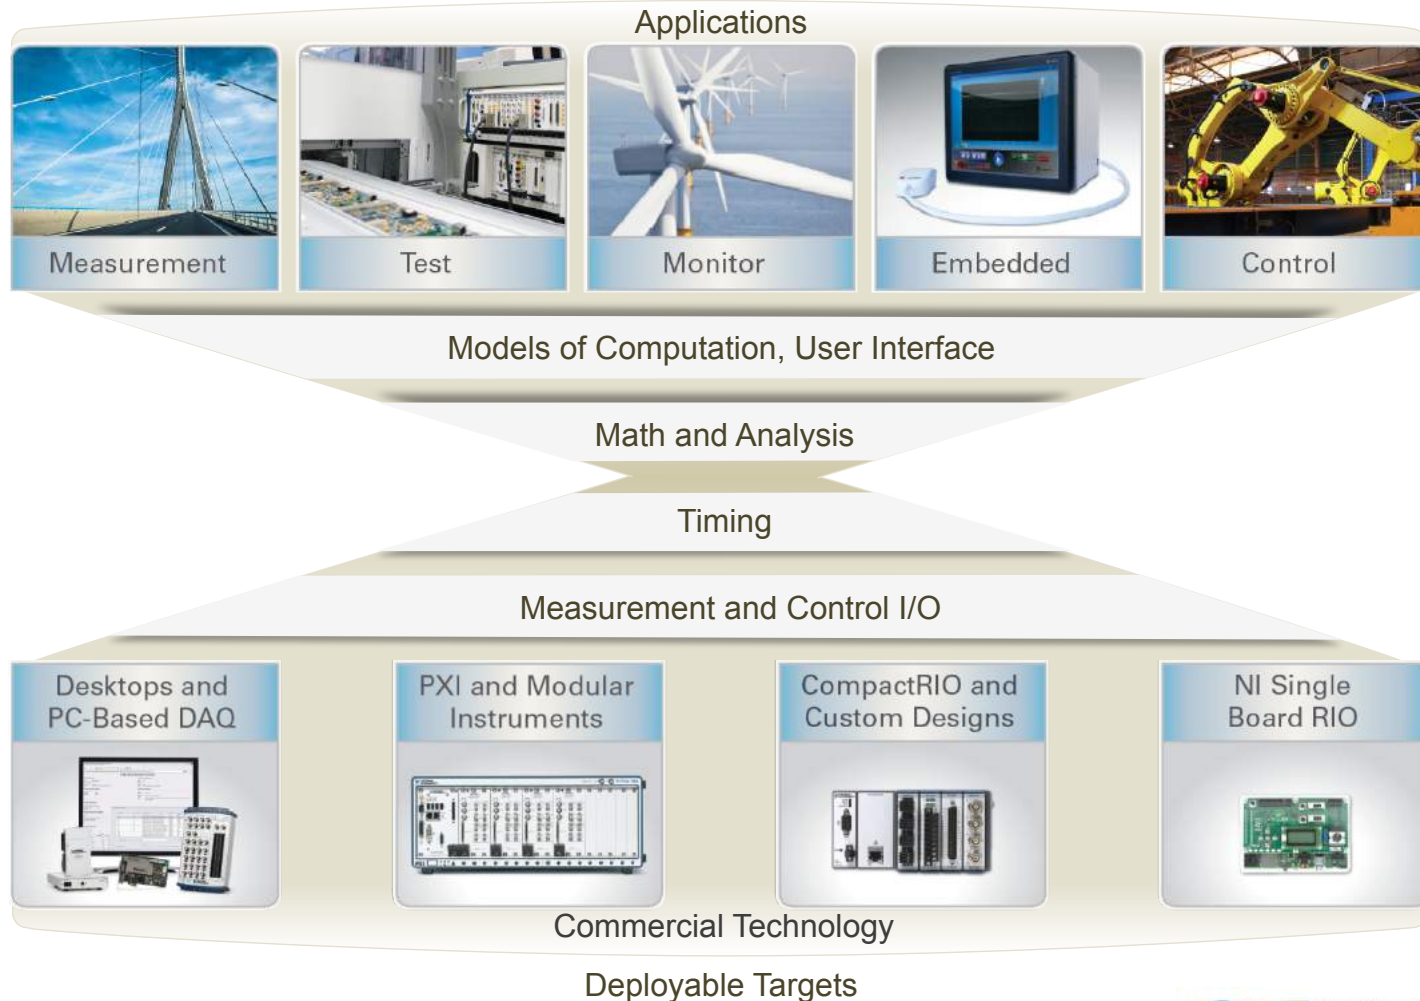 Applications
Measurement
Test
Monitor
Embedded
Control
Models of Computation, User Interface
Math and Analysis
Timing
Measurement and Control I/O
Desktops and
PC-Based DAQ
PXI and Modular
Instruments
CompactRIO and
Custom Designs
NI Single
Board RIO
Commercial Technology
Deployable Targets